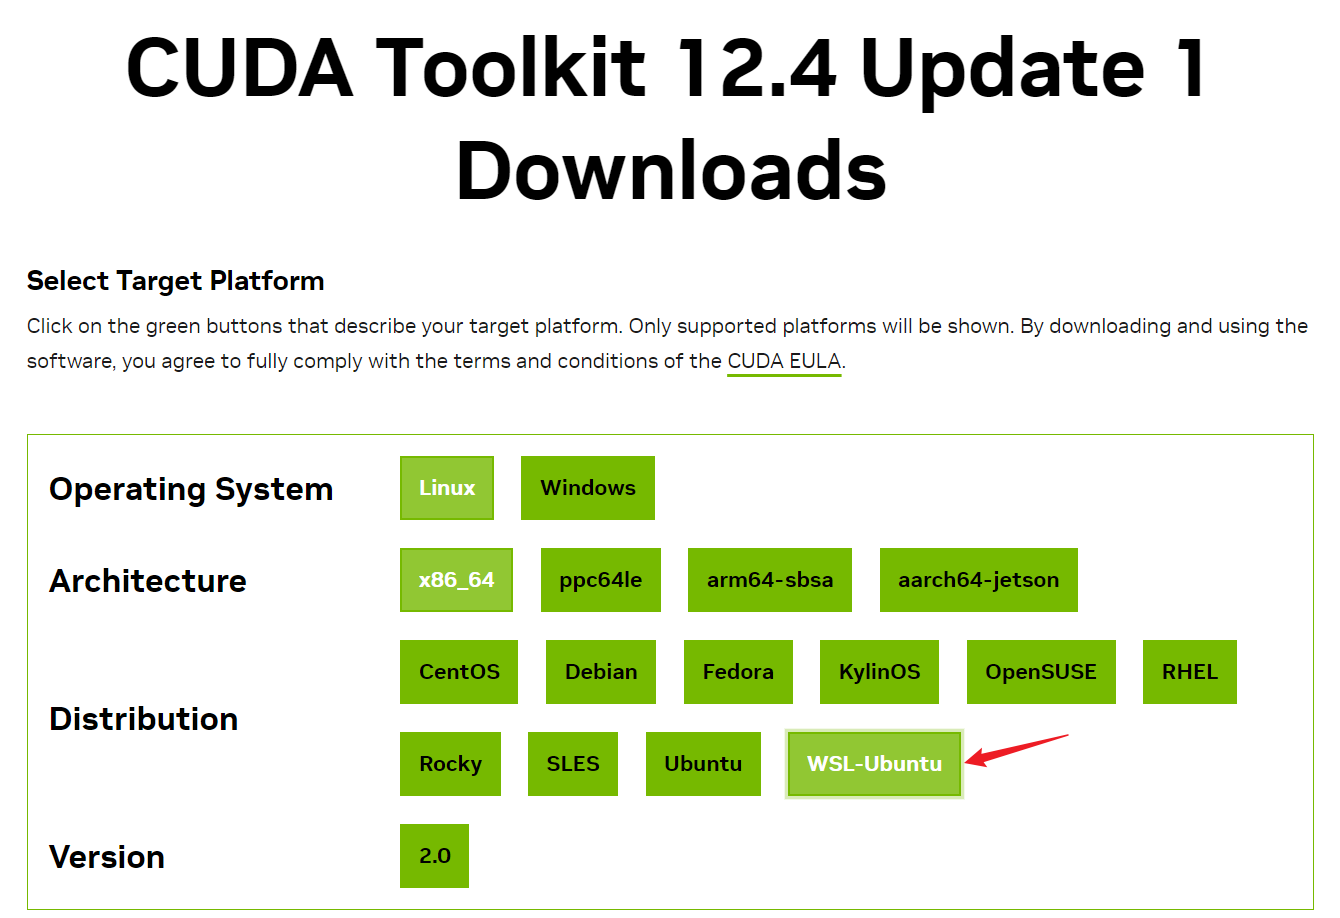 CUDA Toolkit 12.4 Update 1
Downloads
Select Target Platform
Click on the green buttons that describe your target platform. Only supported platforms will be shown. By downloading and using the
software, you agree to fully comply with the terms and conditions of the CUDA EULA.
Operating System
Linux
Windows
Architecture
x86_64
ppc64le
arm64-sbsa
aarch64-jetson
Distribution
CentOS
Debian
Fedora
KylinOS
OpenSUSE
RHEL
Rocky
SLES
Ubuntu
WSL-Ubuntu
Version
2.0